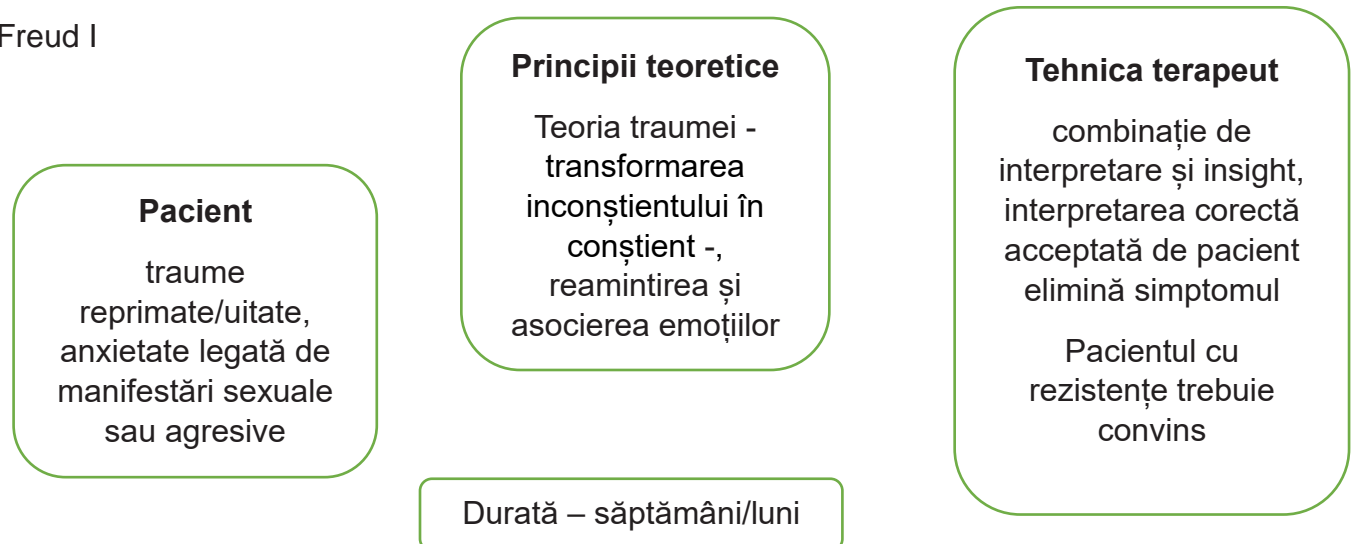 Freud I
Pacient
traume
reprimate/uitate,
anxietate legată de
manifestări sexuale
sau agresive
Principii teoretice
Teoria traumei -
transformarea
inconștientului în
conștient -,
reamintirea și
asocierea emoțiilor
Tehnica terapeut
combinație de
interpretare și insight,
interpretarea corectă
acceptată de pacient
elimină simptomul
Pacientul cu
rezistențe trebuie
convins
Durată – săptămâni/luni